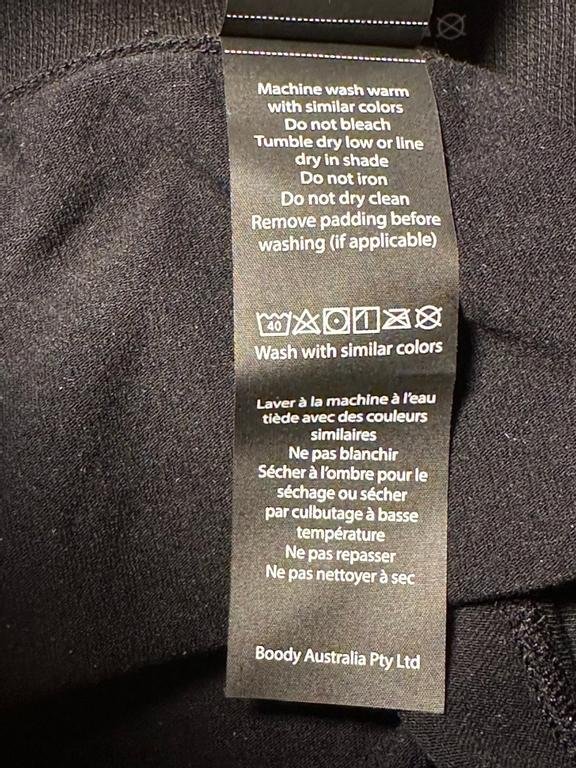 Machine wash warm
with similar colors
Do not bleach
Tumble dry low or line
dry in shade
Do not iron
Do not dry clean
Remove padding before
washing (if applicable)
40
Wash with similar colors
Laver à la machine à l'eau
tiède avec des couleurs
similaires
Ne pas blanchir
Sécher à l'ombre pour le
séchage ou sécher
par culbutage à basse
température
Ne pas repasser
Ne pas nettoyer à sec
Boody Australia Pty Ltd